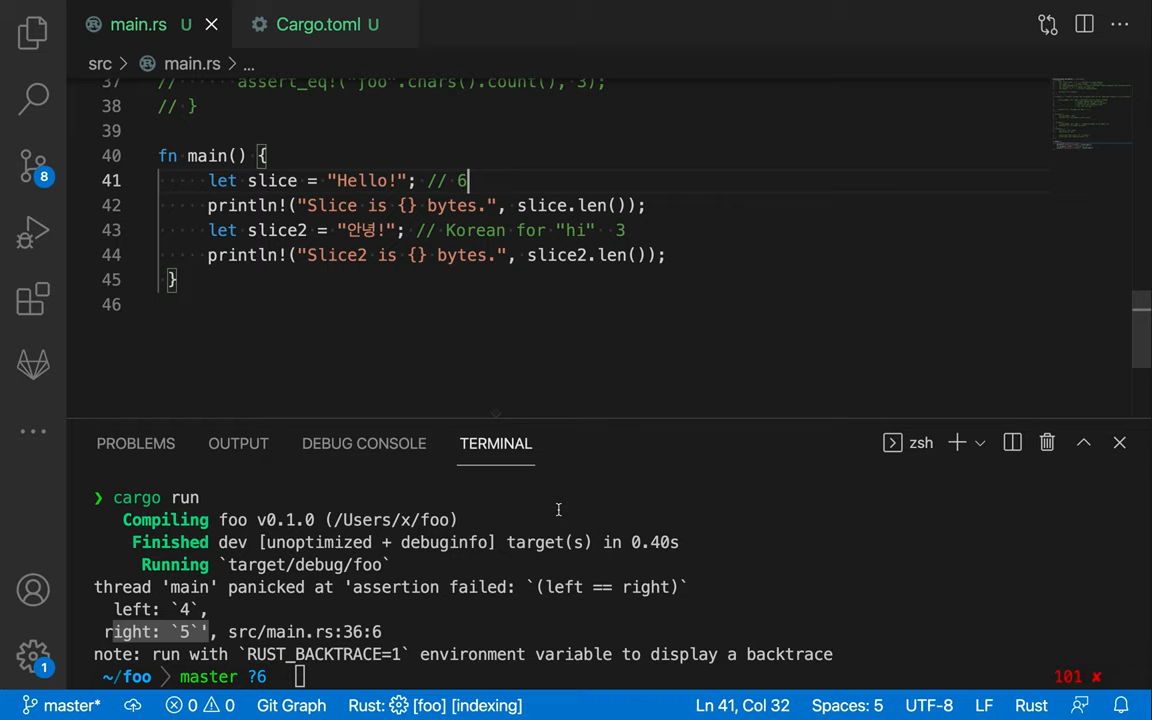 main.rs U
Cargo.toml U
src > main.rs > ...
37 // assert_eq!("foo".chars().count(), 3);
38 // }
39
40 fn main() {
41 let slice = "Hello!"; // 6
42 println!("Slice is {} bytes.", slice.len());
43 let slice2 = "안녕!"; // Korean for "hi" 3
44 println!("Slice2 is {} bytes.", slice2.len());
45 }
46
8
PROBLEMS OUTPUT DEBUG CONSOLE TERMINAL zsh
❯ cargo run
Compiling foo v0.1.0 (/Users/x/foo)
Finished dev [unoptimized + debuginfo] target(s) in 0.40s
Running `target/debug/foo`
thread 'main' panicked at 'assertion failed: `(left == right)`
left: `4`,
right: `5`', src/main.rs:36:6
note: run with `RUST_BACKTRACE=1` environment variable to display a backtrace
~/foo master ?6 101 ✘
1
master* 0 0 Git Graph Rust: [foo] [indexing] Ln 41, Col 32 Spaces: 5 UTF-8 LF Rust